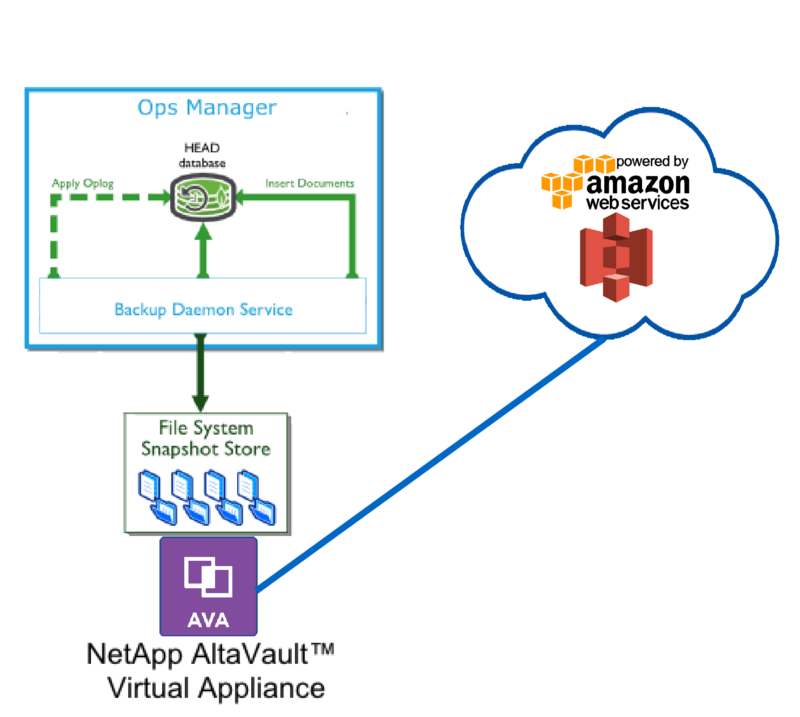 Ops Manager
HEAD
database
Apply Oplog
Insert Documents
Backup Daemon Service
File System
Snapshot Store
AVA
NetApp AltaVault™
Virtual Appliance
powered by
amazon
web services